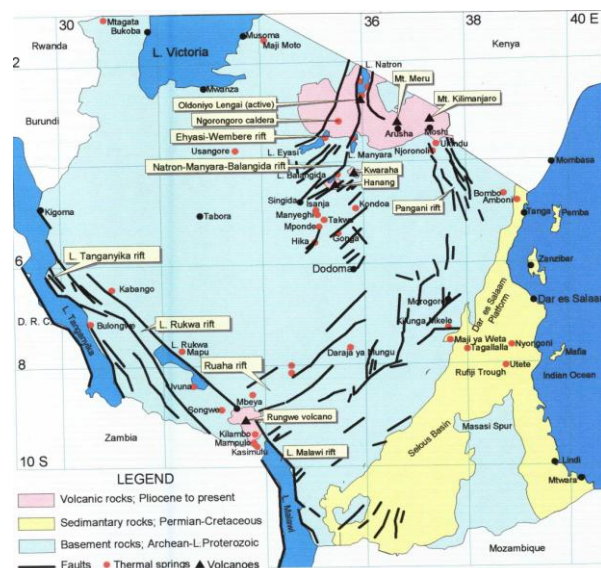 30
36
38
40 E
Mtagata
Bukoba
Rwanda
L. Victoria
Musoma
Maji Moto
Kenya
L. Natron
Mt. Meru
2
Mwanza
Oldoniyo Lengai (active)
Mt. Kilimanjaro
Ngorongoro caldera
Arusha
Moshi
Burundi
Ehyasi-Wembere rift
Usangore
L. Eyasi
L. Manyara
Njoronolii
Natron-Manyara-Balangida rift
Kwaraha
Mombasa
L. Balangida
Hanang
Singida
Isanja
Kondoa
Pangani rift
Bombo
Amboni
Kigoma
Tabora
Manyeghi
Takwa
Tanga
Pemba
Mponde
Hika
Gonga
L. Tanganyika rift
Dodoma
Zanzibar
6
Kabango
Dar es Salaam
Platform
Dar es Salaam
D. R. C.
L. Tanganyika
Morogoro
Bulongwe
L. Rukwa rift
Kilunga Nkele
Maji ya Weta
Nyongoni
L. Rukwa
Mapu
Daraja ya Mungu
Tagallalla
Mafia
8
Ruaha rift
Utete
Uvuna
Rufiji Trough
Indian Ocean
Songwe
Mbeya
Rungwe volcano
Selous Basin
Masasi Spur
Zambia
Kilambo
Mampulo
Kasimulu
L. Malawi rift
Lindi
10 S
Mtwara
L. Malawi
LEGEND
Volcanic rocks; Pliocene to present
Sedimentary rocks; Permian-Cretaceous
Basement rocks; Archean-L.Proterozoic
Mozambique
Faults
Thermal springs
Volcanoes